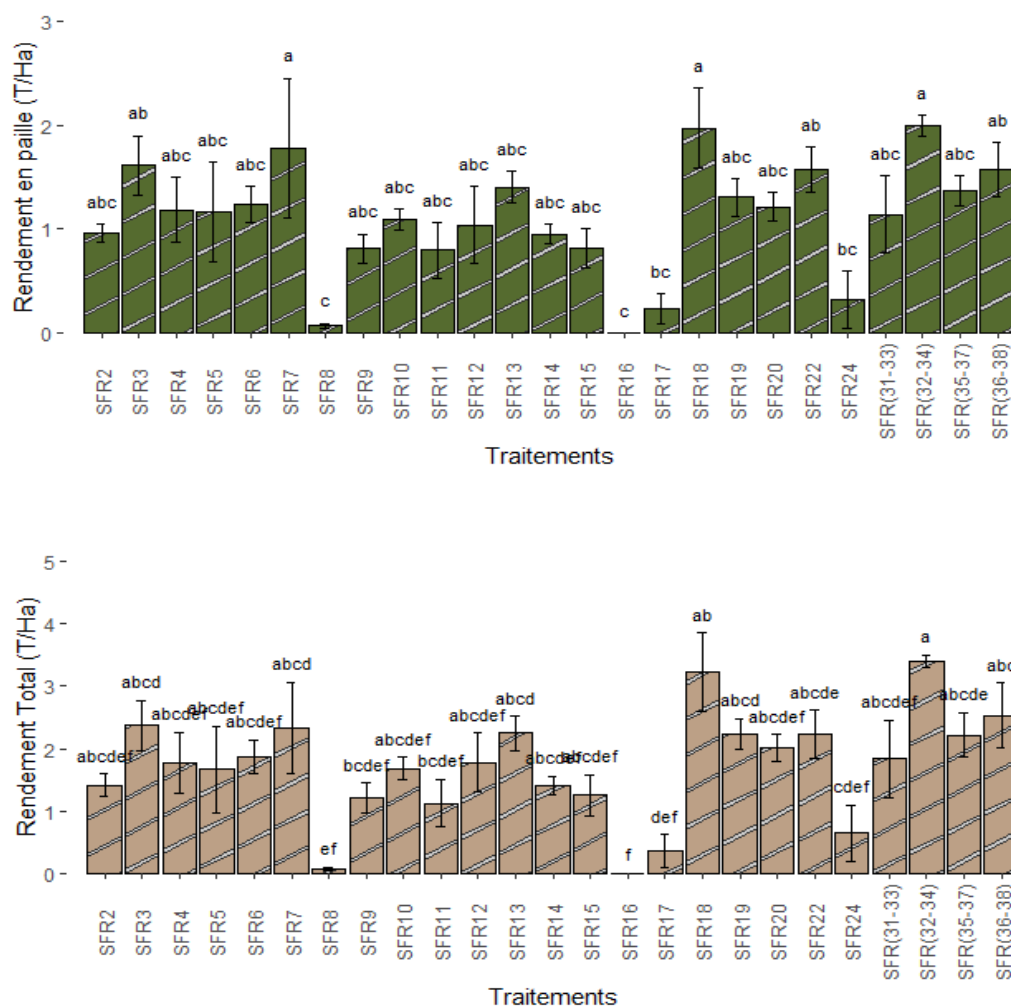 Rendement en paille (T/Ha)
3
2
1
0
abc
ab
abc
abc
abc
a
c
abc
abc
abc
abc
abc
abc
abc
c
bc
a
abc
abc
ab
bc
abc
a
abc
ab
SFR2
SFR3
SFR4
SFR5
SFR6
SFR7
SFR8
SFR9
SFR10
SFR11
SFR12
SFR13
SFR14
SFR15
SFR16
SFR17
SFR18
SFR19
SFR20
SFR22
SFR24
SFR(31-33)
SFR(32-34)
SFR(35-37)
SFR(36-38)
Traitements
Rendement Total (T/Ha)
5
4
3
2
1
0
abcdef
abcd
abcdef
abcdef
abcdef
abcd
ef
bcdef
abcdef
bcdef
abcdef
abcd
abcdef
abcdef
f
def
ab
abcd
abcdef
abcde
cdef
abcdef
a
abcde
abc
SFR2
SFR3
SFR4
SFR5
SFR6
SFR7
SFR8
SFR9
SFR10
SFR11
SFR12
SFR13
SFR14
SFR15
SFR16
SFR17
SFR18
SFR19
SFR20
SFR22
SFR24
SFR(31-33)
SFR(32-34)
SFR(35-37)
SFR(36-38)
Traitements